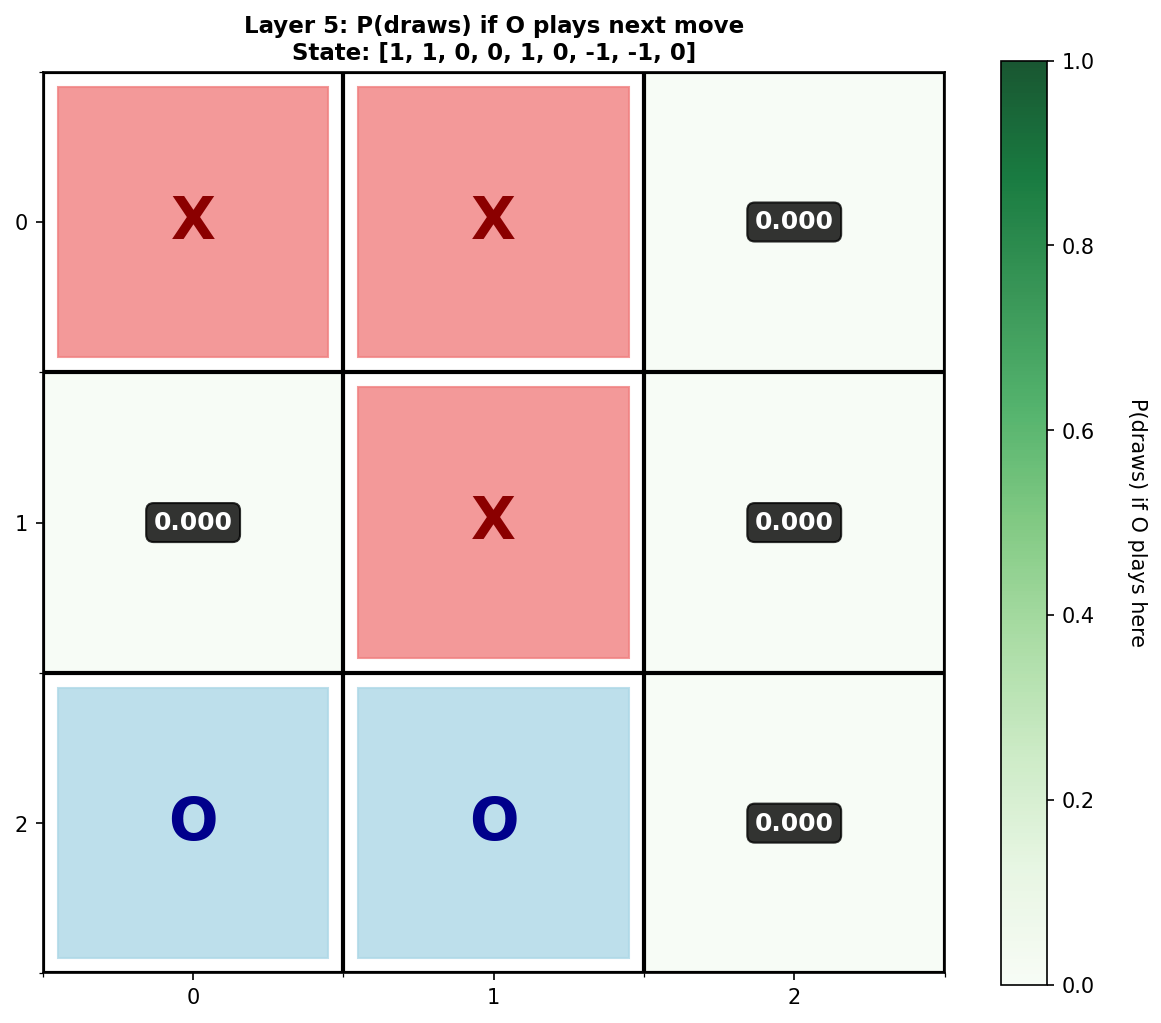 Layer 5: P(draws) if O plays next move
State: [1, 1, 0, 0, 1, 0, -1, -1, 0]
X X 0.000
0.000 X 0.000
O O 0.000
0
1
2
0 1 2
1.0
0.8
0.6
0.4
0.2
0.0
P(draws) if O plays here